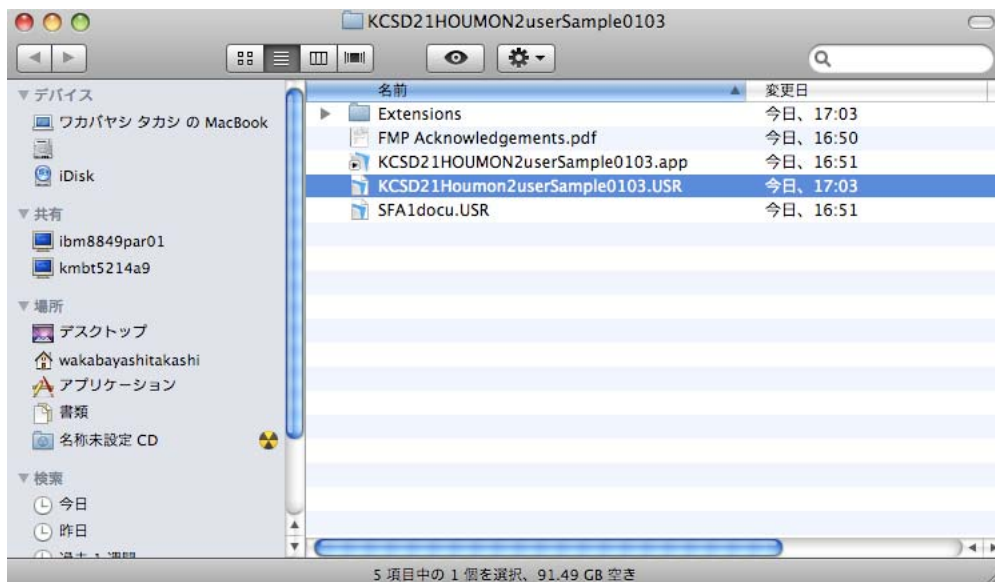 KCSD21HOUMON2userSample0103
デバイス
ワカバヤシ タカシ の MacBook
iDisk
共有
ibm8849par01
kmbt5214a9
場所
デスクトップ
wakabayashitakashi
アプリケーション
書類
名称未設定 CD
検索
今日
昨日
過去 1 週間
名前 変更日
Extensions 今日、17:03
FMP Acknowledgements.pdf 今日、16:50
KCSD21HOUMON2userSample0103.app 今日、16:51
KCSD21Houmon2userSample0103.USR 今日、17:03
SFA1docu.USR 今日、16:51
5 項目中の 1 個を選択、91.49 GB 空き